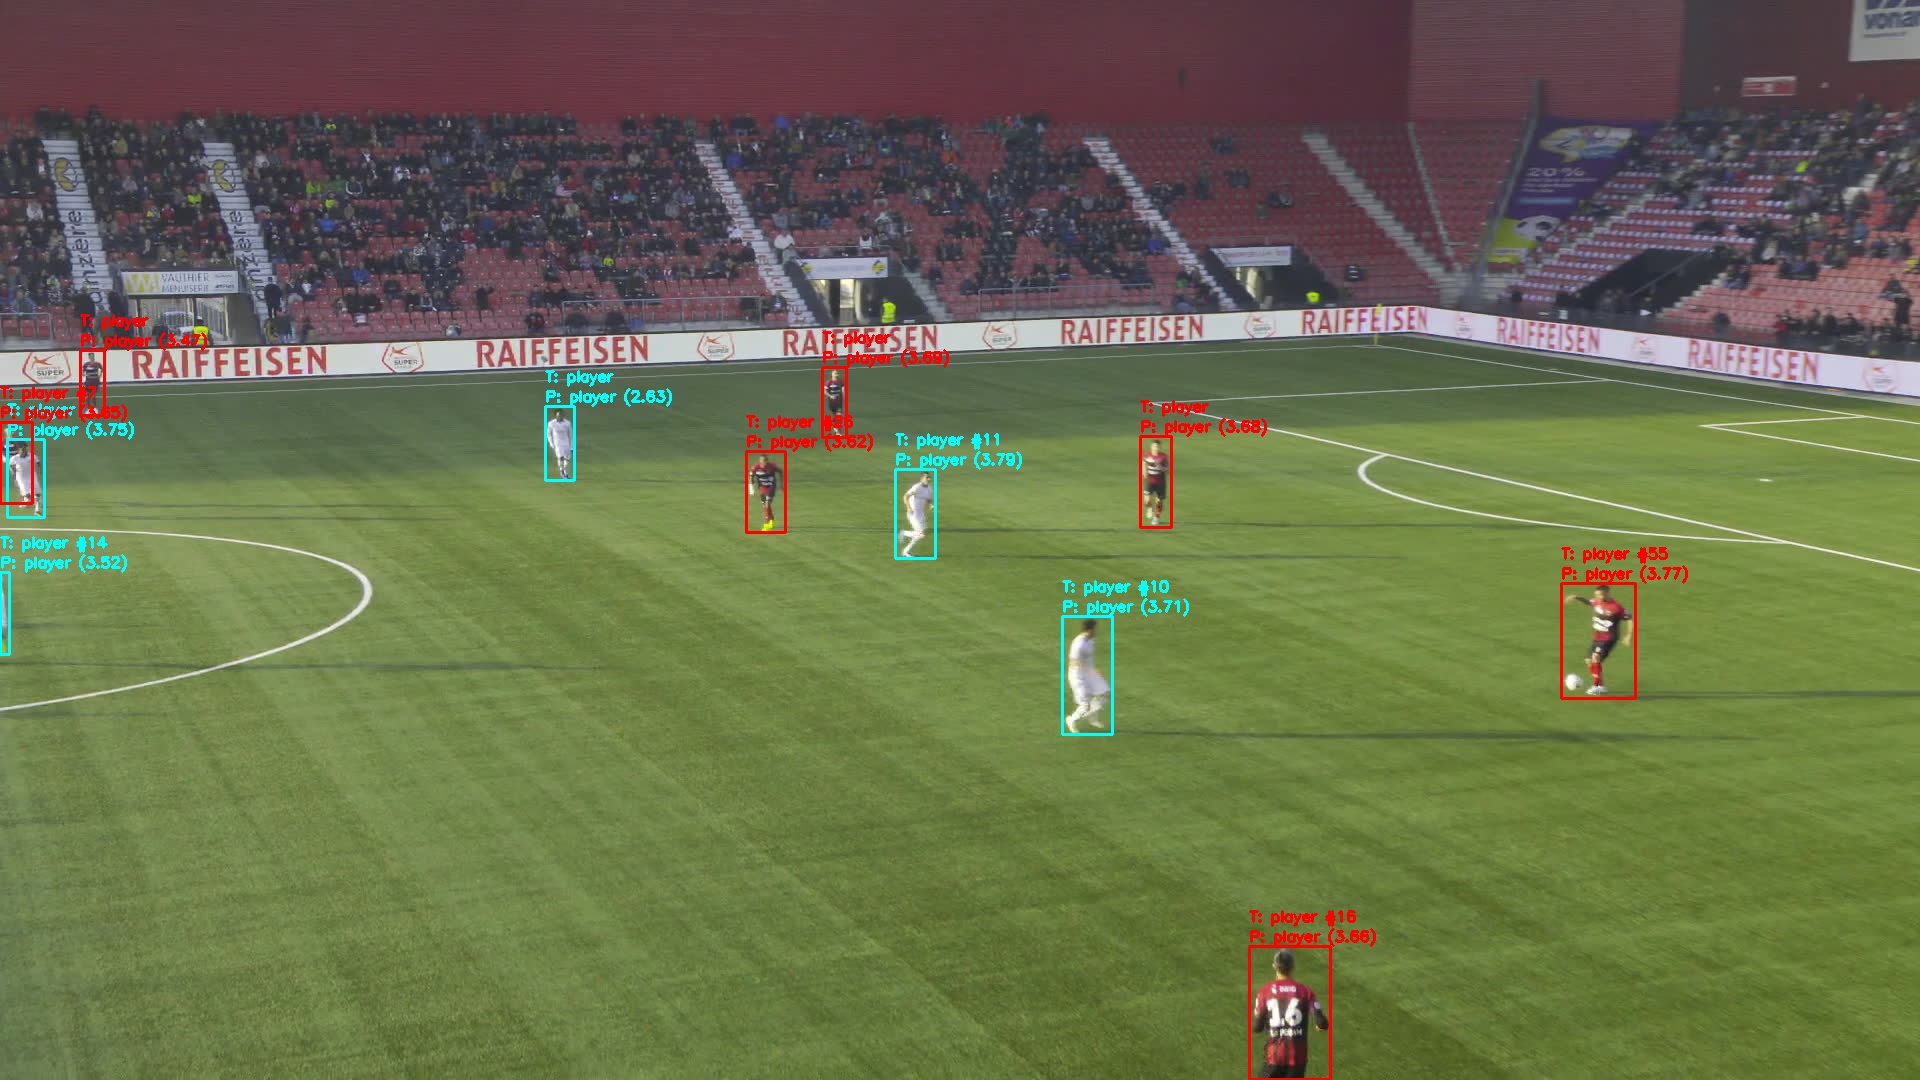 vonar
20%
VAUTHIER
MENUISERIE
RAIFFEISEN
RAIFFEISEN
RAIFFEISEN
RAIFFEISEN
RAIFFEISEN
RAIFFEISEN
RAIFFEISEN
SUPER
SUPER
T: player
P: player (3.47)
T: player
P: player (3.69)
T: player
P: player (2.63)
T: player #7
P: player (3.65)
P: player (3.75)
T: player
P: player (3.62)
T: player #11
P: player (3.79)
T: player
P: player (3.68)
T: player #14
P: player (3.52)
T: player #55
P: player (3.77)
T: player #10
P: player (3.71)
T: player #16
P: player (3.66)
16